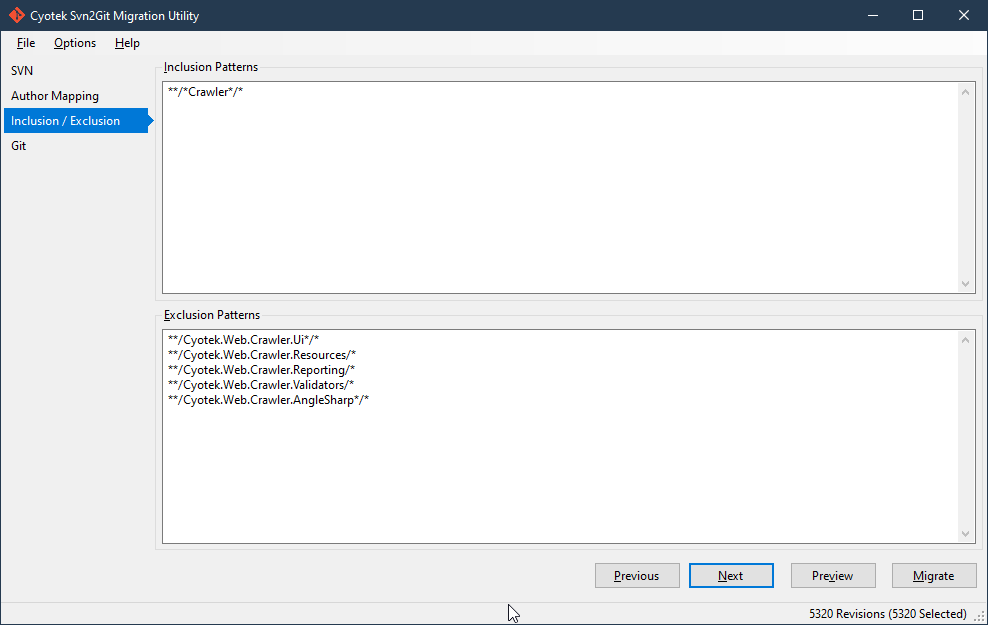 Cyotek Svn2Git Migration Utility
File Options Help
SVN
Author Mapping
Inclusion / Exclusion
Git
Inclusion Patterns
**/*Crawler*/*
Exclusion Patterns
**/Cyotek.Web.Crawler.Ui*/*
**/Cyotek.Web.Crawler.Resources/*
**/Cyotek.Web.Crawler.Reporting/*
**/Cyotek.Web.Crawler.Validators/*
**/Cyotek.Web.Crawler.AngleSharp*/*
Previous Next Preview Migrate
5320 Revisions (5320 Selected)